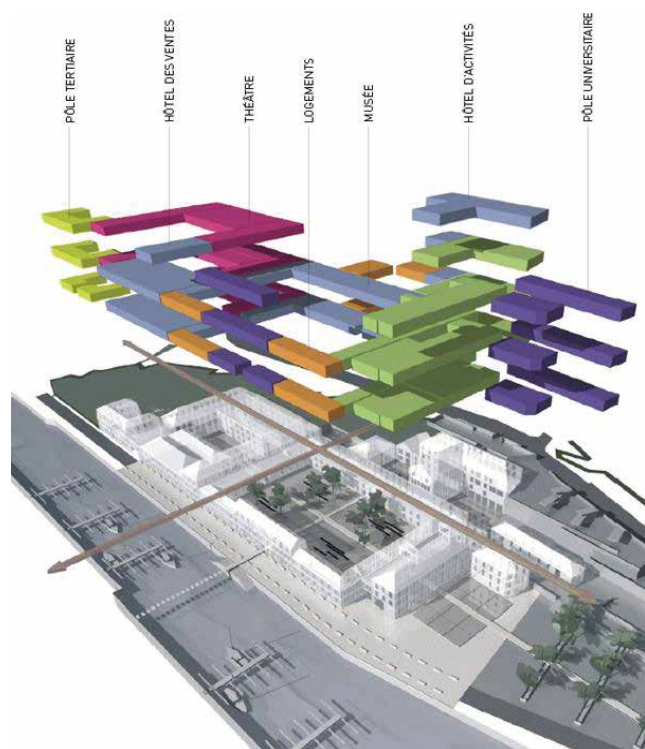 PÔLE TERTIAIRE
HÔTEL DES VENTES
THÉÂTRE
LOGEMENTS
MUSÉE
HÔTEL D'ACTIVITÉS
PÔLE UNIVERSITAIRE